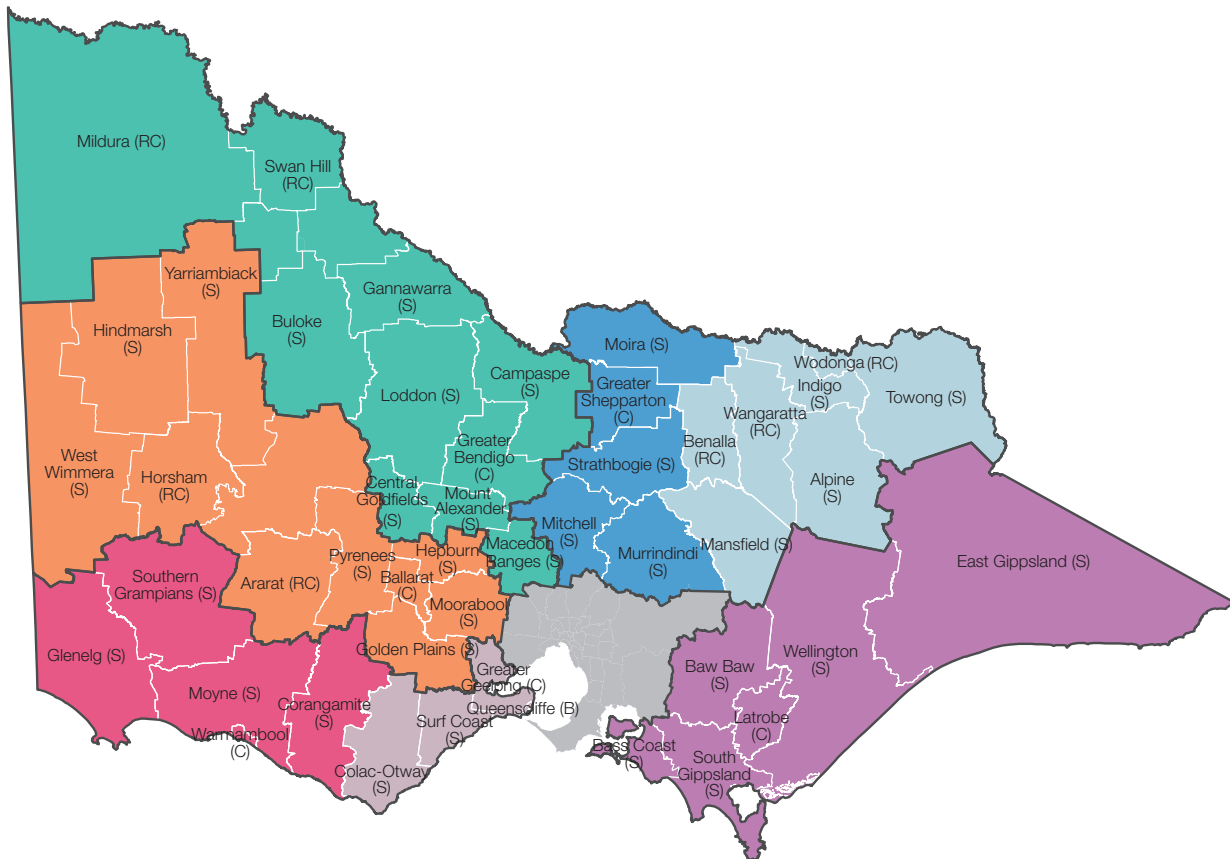 Mildura (RC)
Swan Hill
(RC)
Yarriambiack
(S)
Gannawarra
(S)
Hindmarsh
(S)
Buloke
(S)
Moira (S)
Wodonga (RC)
Indigo
(S)
Towong (S)
Campaspe
(S)
Loddon (S)
Greater
Shepparton
(C)
Wangaratta
(RC)
Benalla
(RC)
Greater
Bendigo
(C)
West
Wimmera
(S)
Horsham
(RC)
Strathbogie (S)
Alpine
(S)
Central
Goldfields
(S)
Mount
Alexander
(S)
Mitchell
(S)
Murrindindi
(S)
Mansfield (S)
Macedon
Ranges (S)
East Gippsland (S)
Southern
Grampians (S)
Ararat (RC)
Pyrenees
(S)
Hepburn
(S)
Ballarat
(C)
Moorabool
(S)
Golden Plains (S)
Glenelg (S)
Moyne (S)
Corangamite
(S)
Warrnambool
(C)
Greater
Geelong (C)
Queenscliffe (B)
Surf Coast
(S)
Colac-Otway
(S)
Baw Baw
(S)
Wellington
(S)
Latrobe
(C)
Bass Coast
(S)
South
Gippsland
(S)